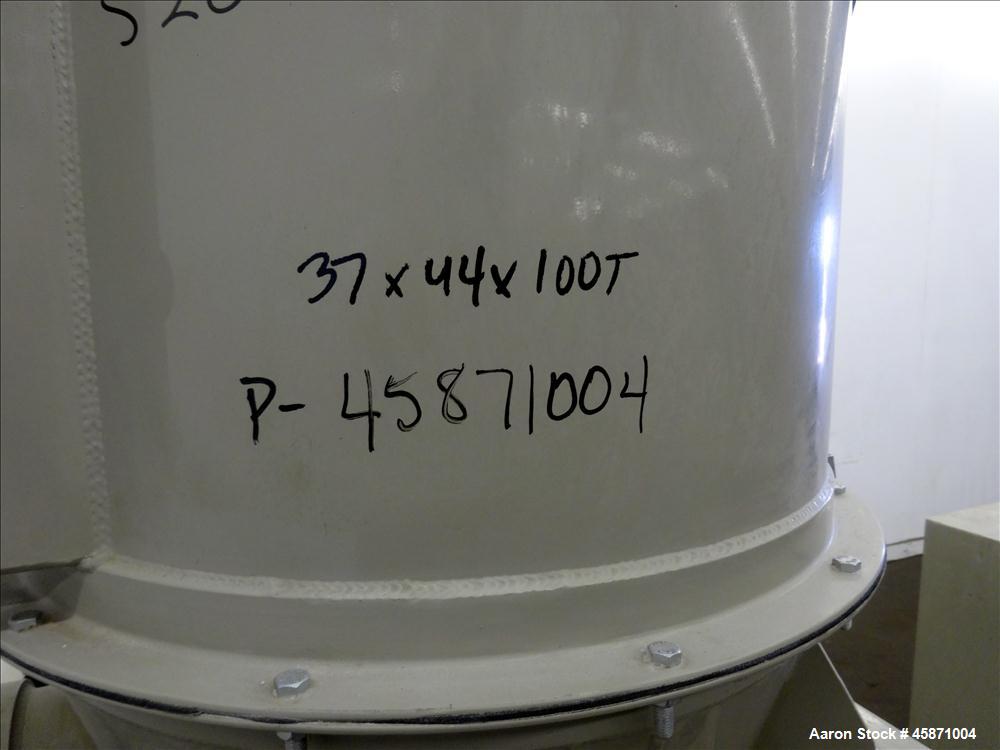 37 x 44 x 100T
P- 45871004
Aaron Stock # 45871004